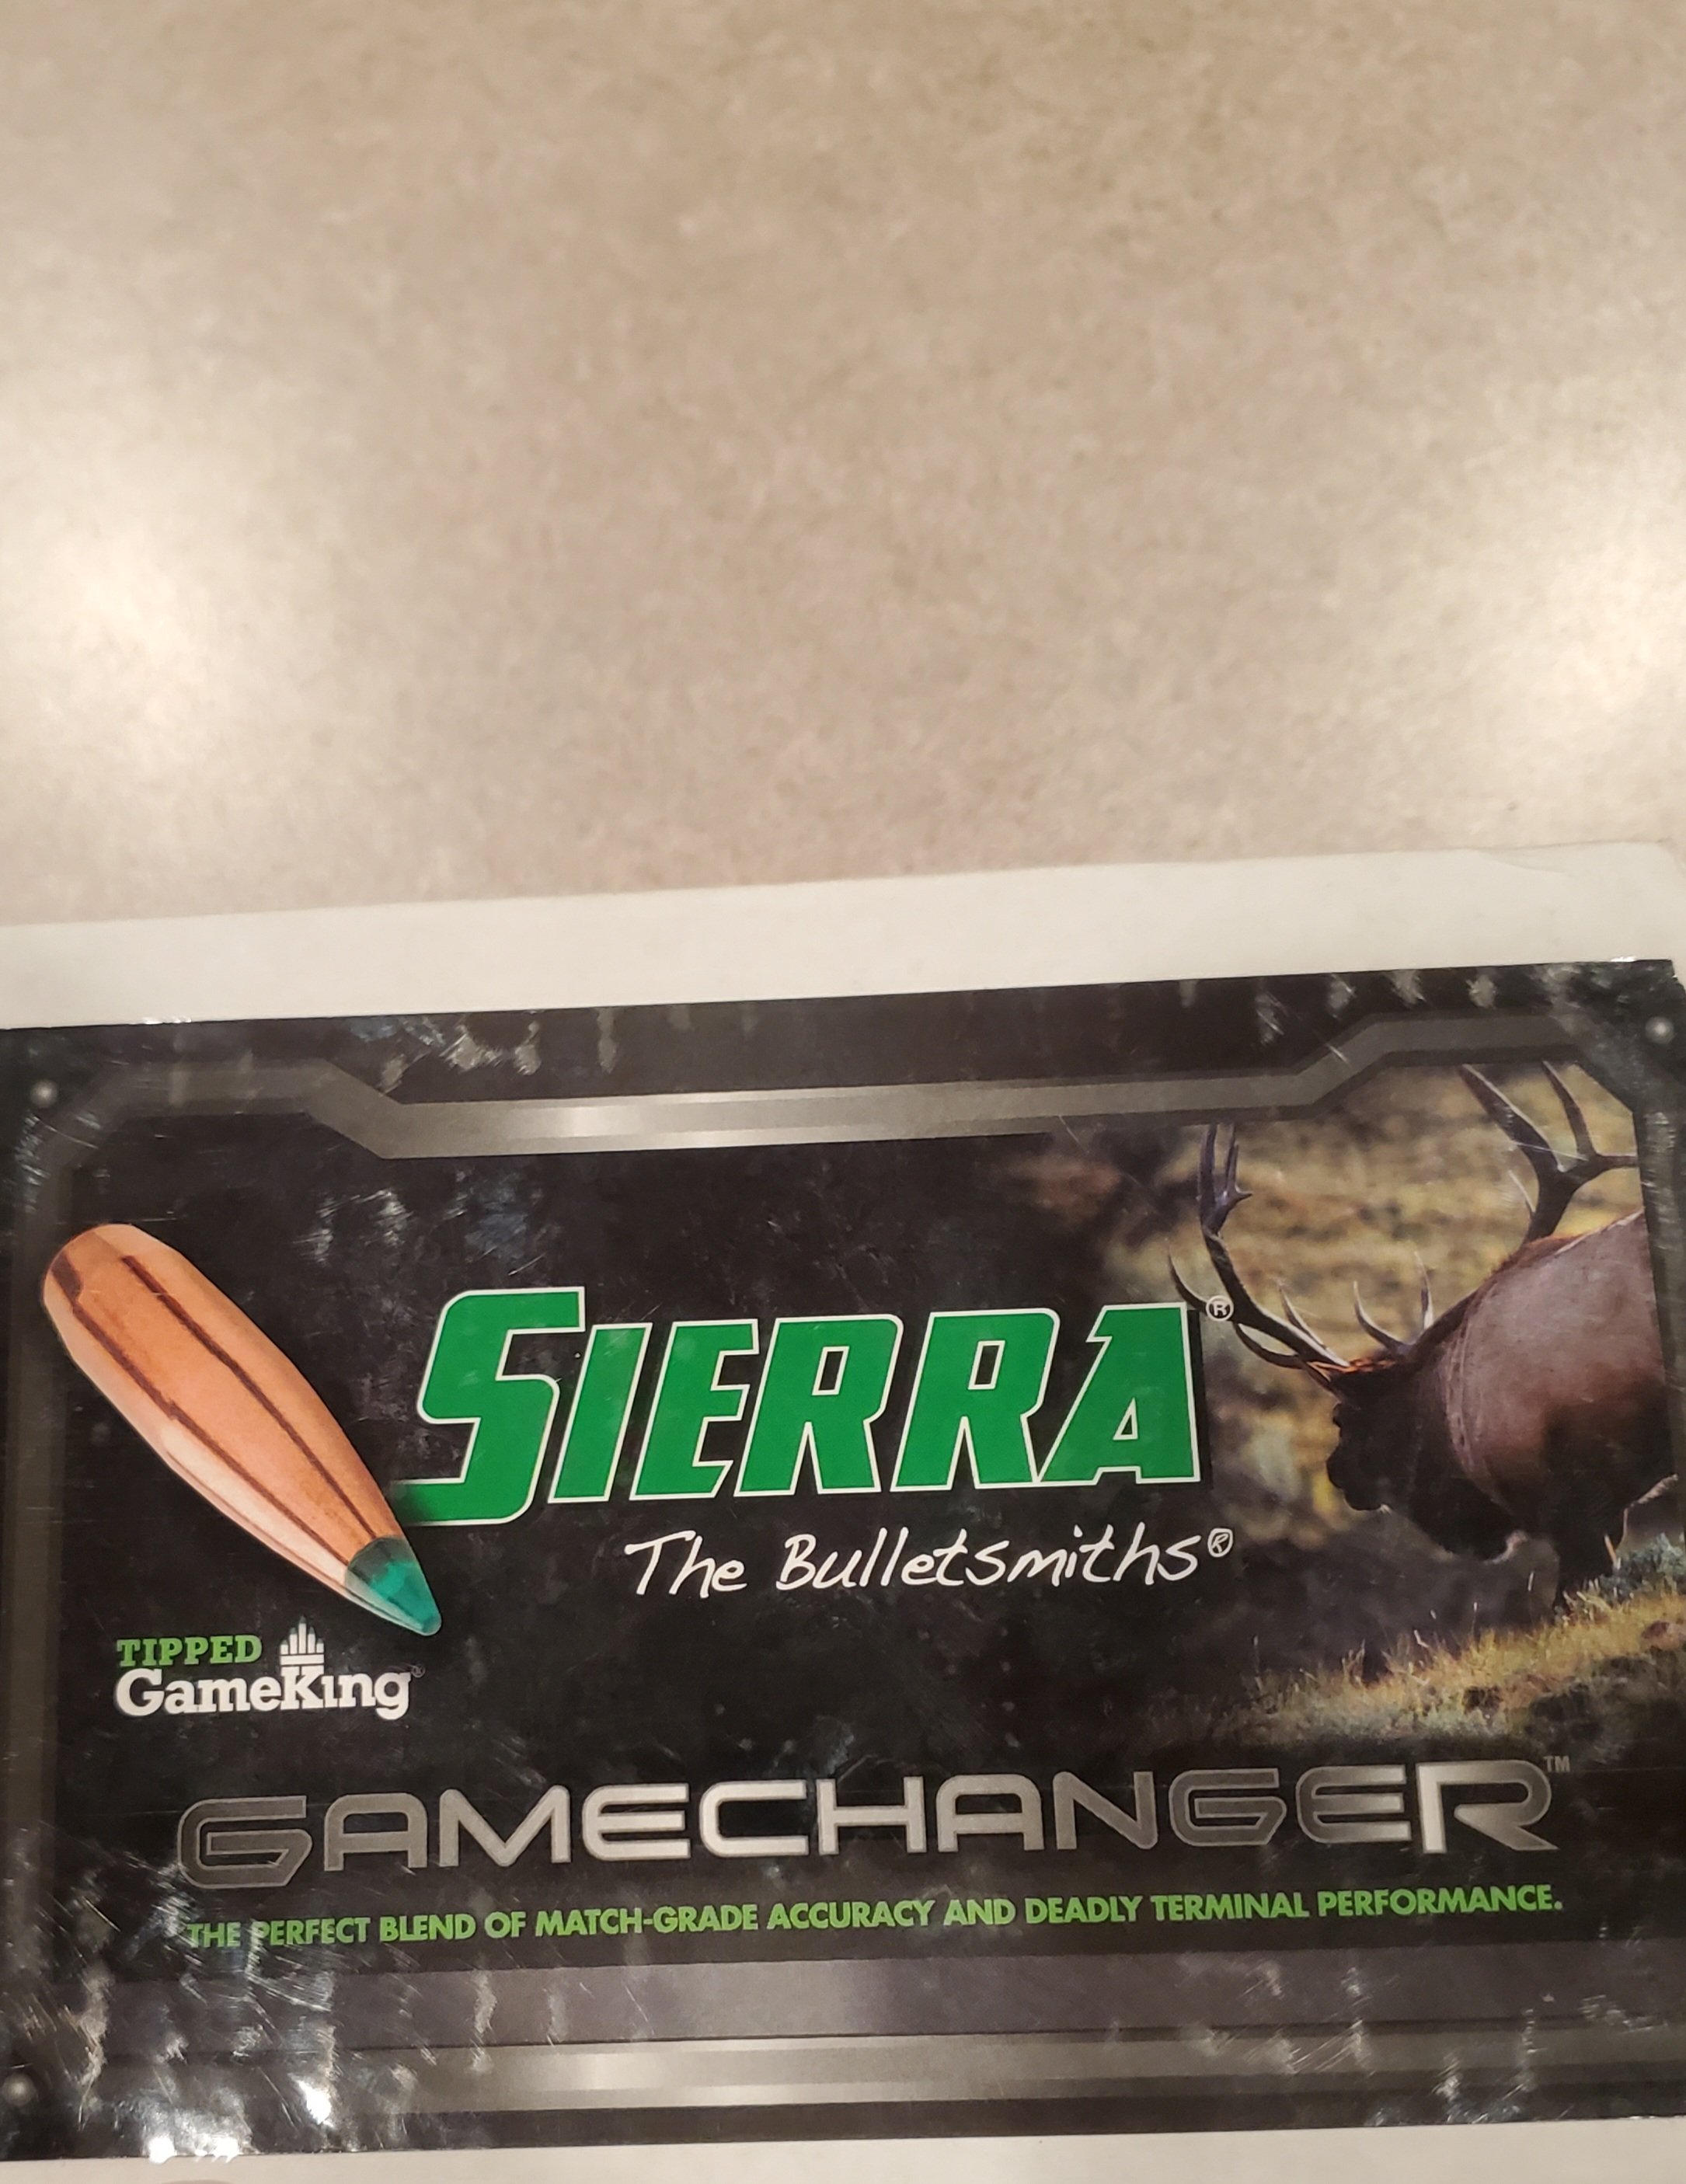 SIERRA®
The Bulletsmiths®
TIPPED
GameKing®
GAMECHANGER™
THE PERFECT BLEND OF MATCH-GRADE ACCURACY AND DEADLY TERMINAL PERFORMANCE.